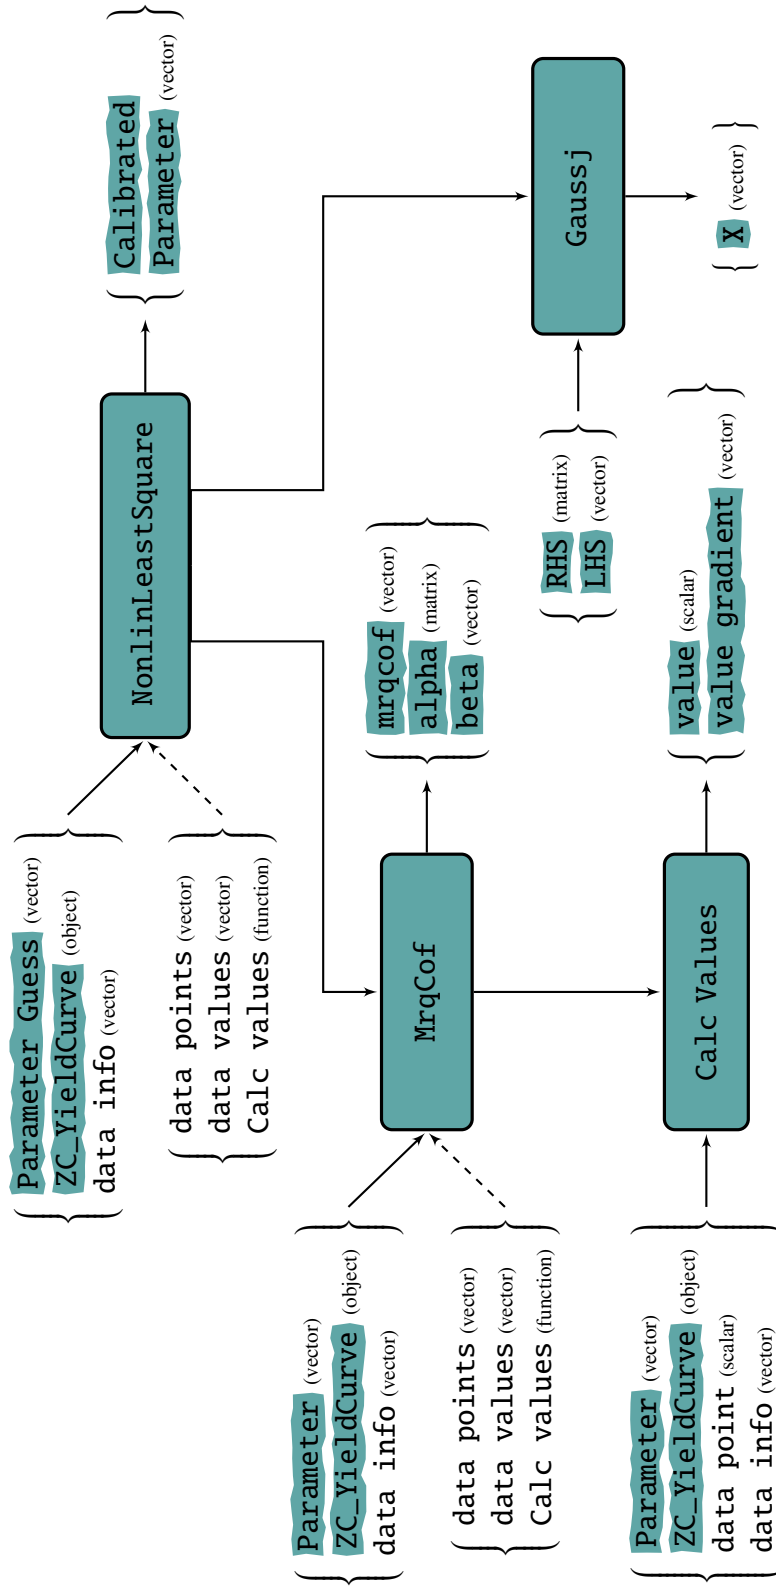 Parameter Guess (vector)
ZC_YieldCurve (object)
data info (vector)
data points (vector)
data values (vector)
Calc values (function)
NonlinLeastSquare
Calibrated
Parameter (vector)
Parameter (vector)
ZC_YieldCurve (object)
data info (vector)
data points (vector)
data values (vector)
Calc values (function)
MrqCof
mrqcof (vector)
alpha (matrix)
beta (vector)
RHS (matrix)
LHS (vector)
Gaussj
X (vector)
Parameter (vector)
ZC_YieldCurve (object)
data point (scalar)
data info (vector)
Calc Values
value (scalar)
value gradient (vector)